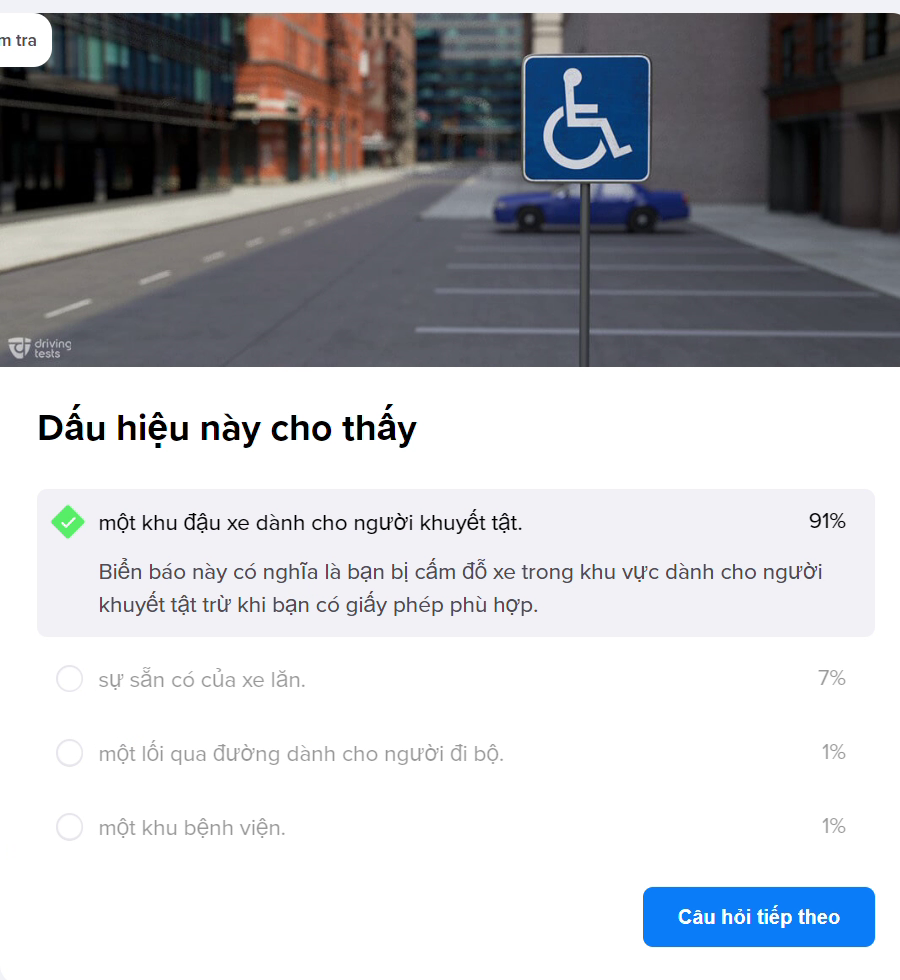 m tra
driving
tests
Dấu hiệu này cho thấy
một khu đậu xe dành cho người khuyết tật.
91%
Biển báo này có nghĩa là bạn bị cấm đỗ xe trong khu vực dành cho người
khuyết tật trừ khi bạn có giấy phép phù hợp.
sự sẵn có của xe lăn.
7%
một lối qua đường dành cho người đi bộ.
1%
một khu bệnh viện.
1%
Câu hỏi tiếp theo